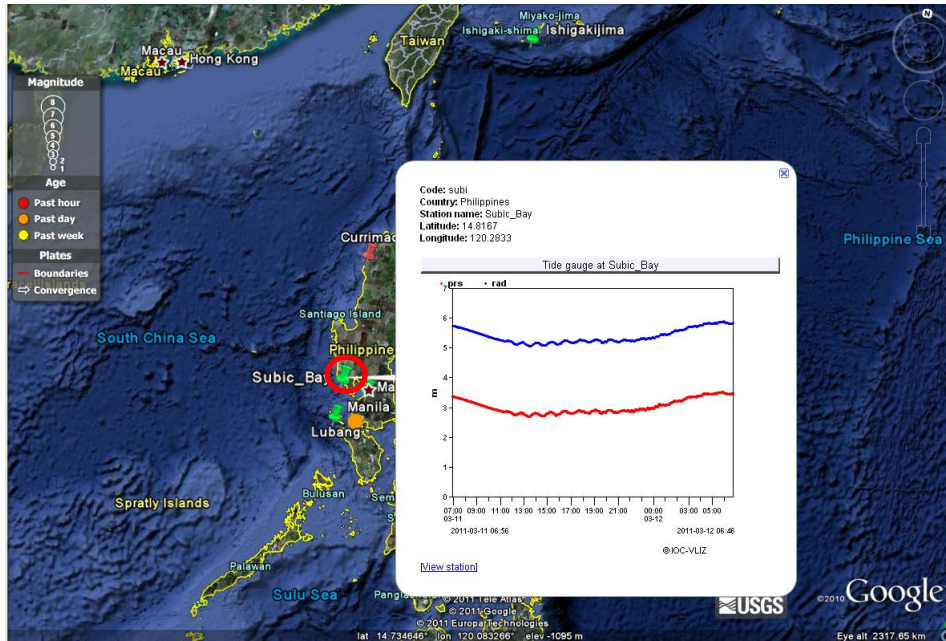 Miyako-jima
Ishigaki-shima Ishigakijima
Taiwan
Macau
Hong Kong
Macau
N
Magnitude
8
7
6
5
4
3
2
1
Age
Past hour
Past day
Past week
Plates
Boundaries
Convergence
Code: subi
Country: Philippines
Station name: Subic_Bay
Latitude: 14.8167
Longitude: 120.2833
Tide gauge at Subic_Bay
prs rad
7
6
5
4
3
2
1
0
m
07:00 09:00 11:00 13:00 15:00 17:00 19:00 21:00 00:00 03:00 05:00
03-11 03-12
2011-03-11 06:56 2011-03-12 06:46
© IOC-VLIZ
[View station]
Currimao
Philippine Sea
Santiago Island
South China Sea
Philippine
Subic_Bay
Ma
Manila
Lubang
Bulusan
Sem
S
Spratly Islands
Palawan
Sulu Sea
© 2011 Tele Atlas
© 2011 Google
© 2011 Europa Technologies
USGS
©2010 Google
lat 14.734646° lon 120.083266° elev -1095 m
Eye alt 2317.65 km